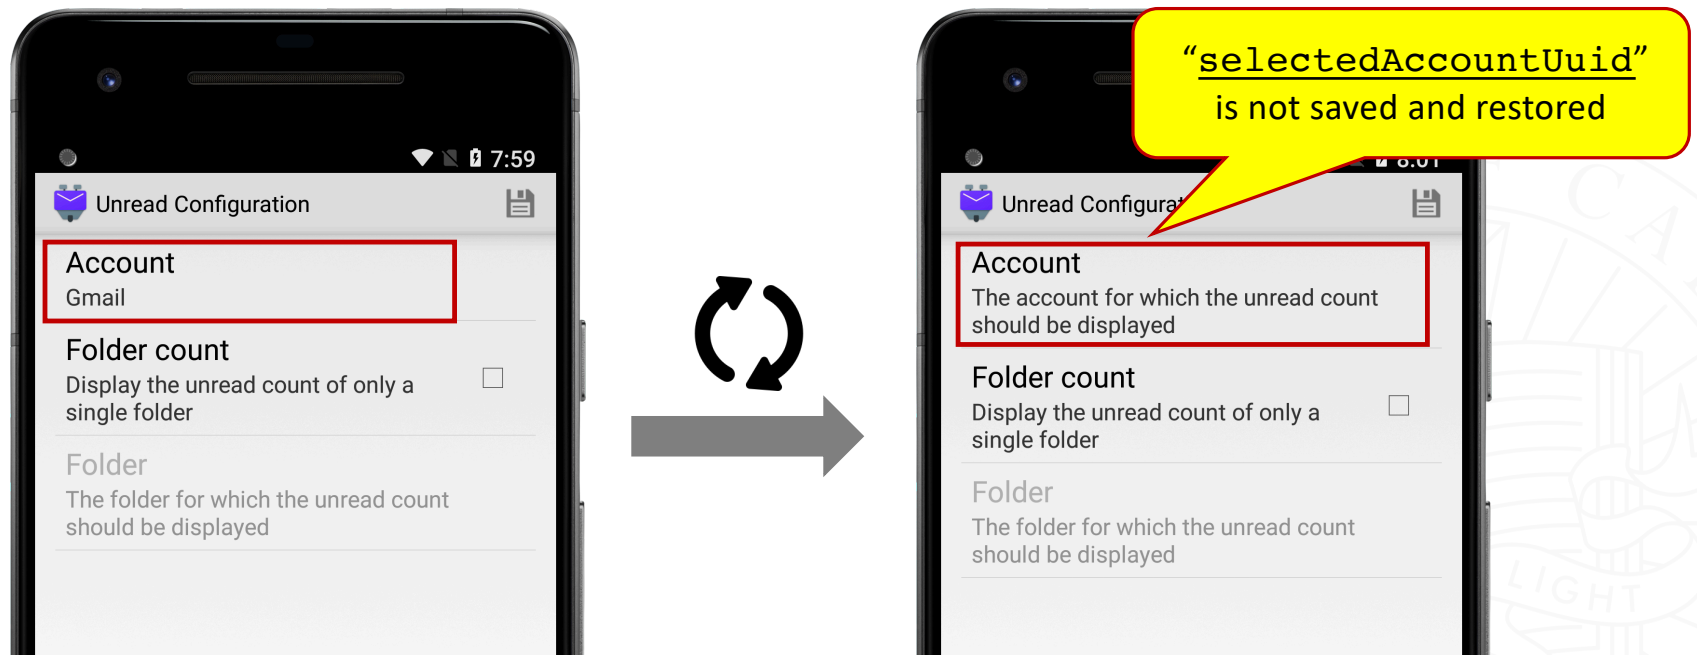 7:59
Unread Configuration
Account
Gmail
Folder count
Display the unread count of only a
single folder
Folder
The folder for which the unread count
should be displayed
“selectedAccountUuid”
is not saved and restored
8:01
Unread Configurat
Account
The account for which the unread count
should be displayed
Folder count
Display the unread count of only a
single folder
Folder
The folder for which the unread count
should be displayed
LIGHT